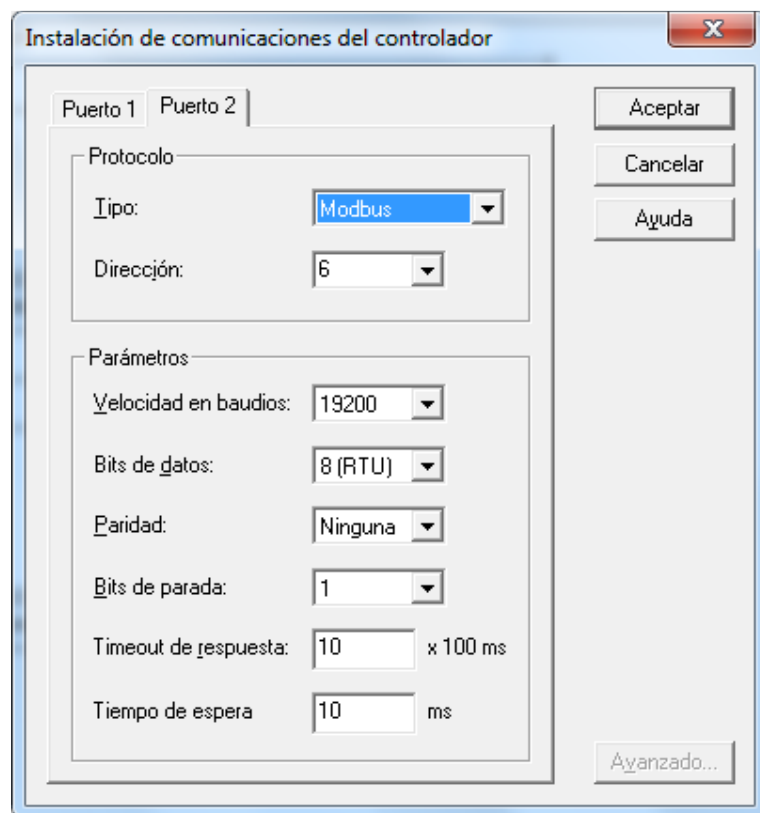 Instalación de comunicaciones del controlador
Puerto 1 Puerto 2
Aceptar
Protocolo
Cancelar
Tipo: Modbus
Ayuda
Dirección: 6
Parámetros
Velocidad en baudios: 19200
Bits de datos: 8 (RTU)
Paridad: Ninguna
Bits de parada: 1
Timeout de respuesta: 10 x 100 ms
Tiempo de espera 10 ms
Avanzado...